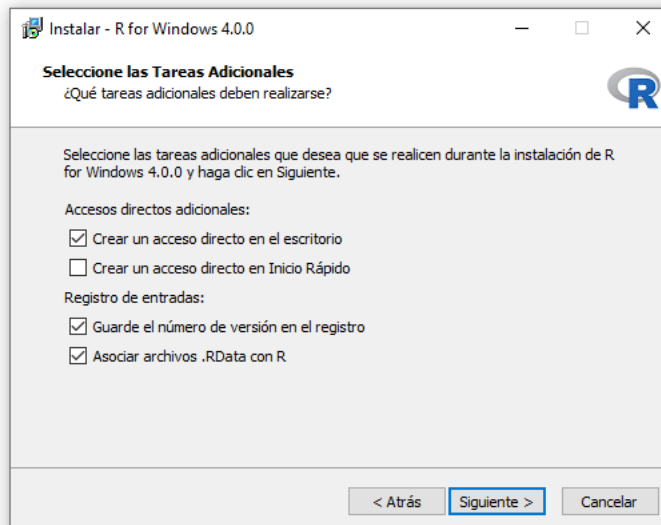 Instalar - R for Windows 4.0.0
Seleccione las Tareas Adicionales
¿Qué tareas adicionales deben realizarse?
R
Seleccione las tareas adicionales que desea que se realicen durante la instalación de R
for Windows 4.0.0 y haga clic en Siguiente.
Accesos directos adicionales:
Crear un acceso directo en el escritorio
Crear un acceso directo en Inicio Rápido
Registro de entradas:
Guarde el número de versión en el registro
Asociar archivos .RData con R
< Atrás
Siguiente >
Cancelar